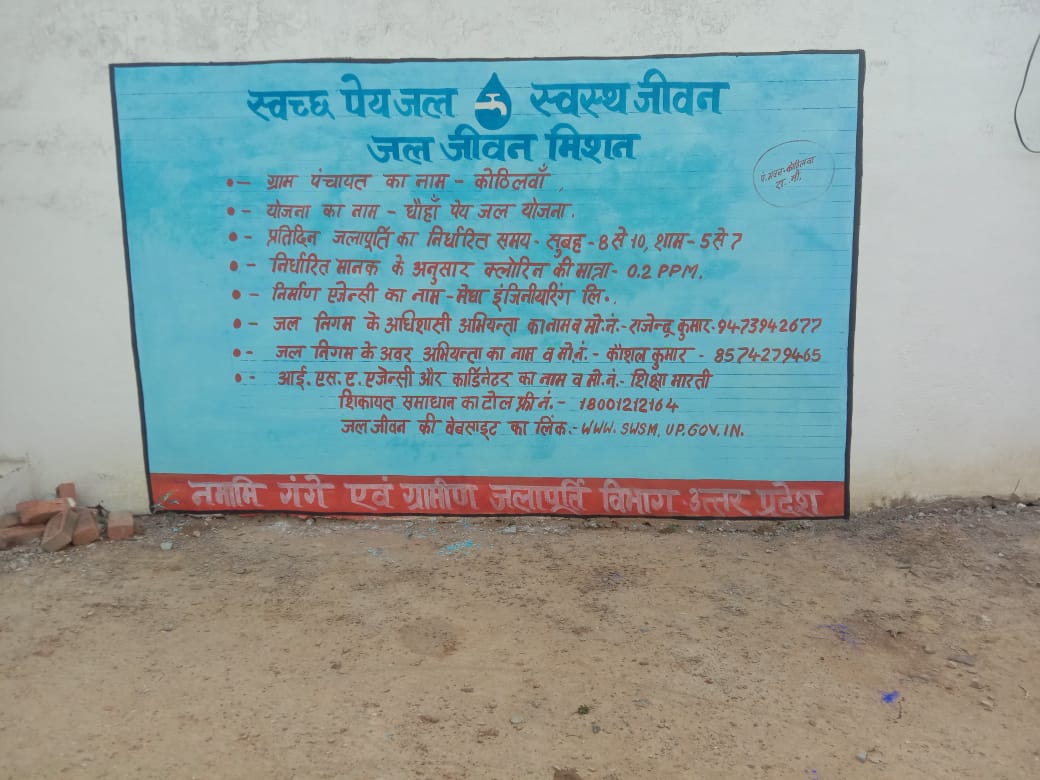 स्वच्छ पेयजल स्वस्थ जीवन
जल जीवन मिशन
पं. भवन-कोठिलवा
रा. मी.
•- ग्राम पंचायत का नाम - कोठिलवाँ
•- योजना का नाम - घौहाँ पेय जल योजना.
•- प्रतिदिन जलापूर्ति का निर्धारित समय- सुबह - 8 से 10, शाम - 5 से 7
•- निर्धारित मानक के अनुसार क्लोरिन की मात्रा- 0.2 PPM.
•- निर्माण एजेन्सी का नाम - मेघा इंजिनीयरिंग लि.
•- जल निगम के अधिशासी अभियन्ता का नाम व मो.नं.- राजेन्द्र कुमार- 9473942677
•- जल निगम के अवर अभियन्ता का नाम व मो.नं. - कौशल कुमार - 8574279465
•- आई. एस. ए. एजेन्सी और कार्डिनेटर का नाम व मो.नं.- शिक्षा भारती
शिकायत समाधान का टोल फ्री नं.- 18001212164
जल जीवन की वेबसाइट का लिंक.- WWW. SWSM, UP.GOV.IN.
नमामि गंगे एवं ग्रामीण जलापूर्ति विभाग उत्तर प्रदेश